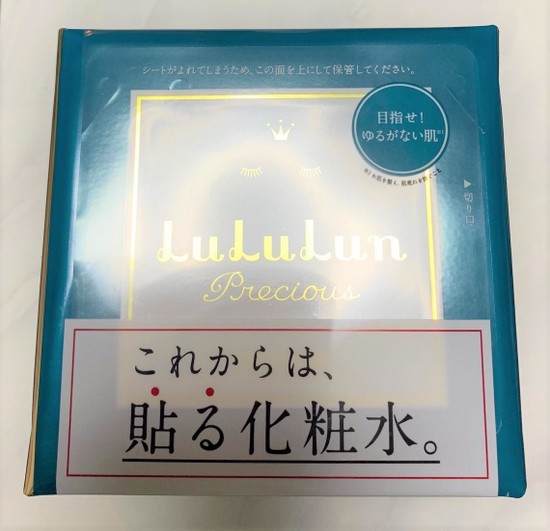 シートがよれてしまうため、この面を上にして保管してください。
目指せ!
ゆるがない肌※1
▶切り口
LuLuLun
Precious
これからは、
貼る化粧水。